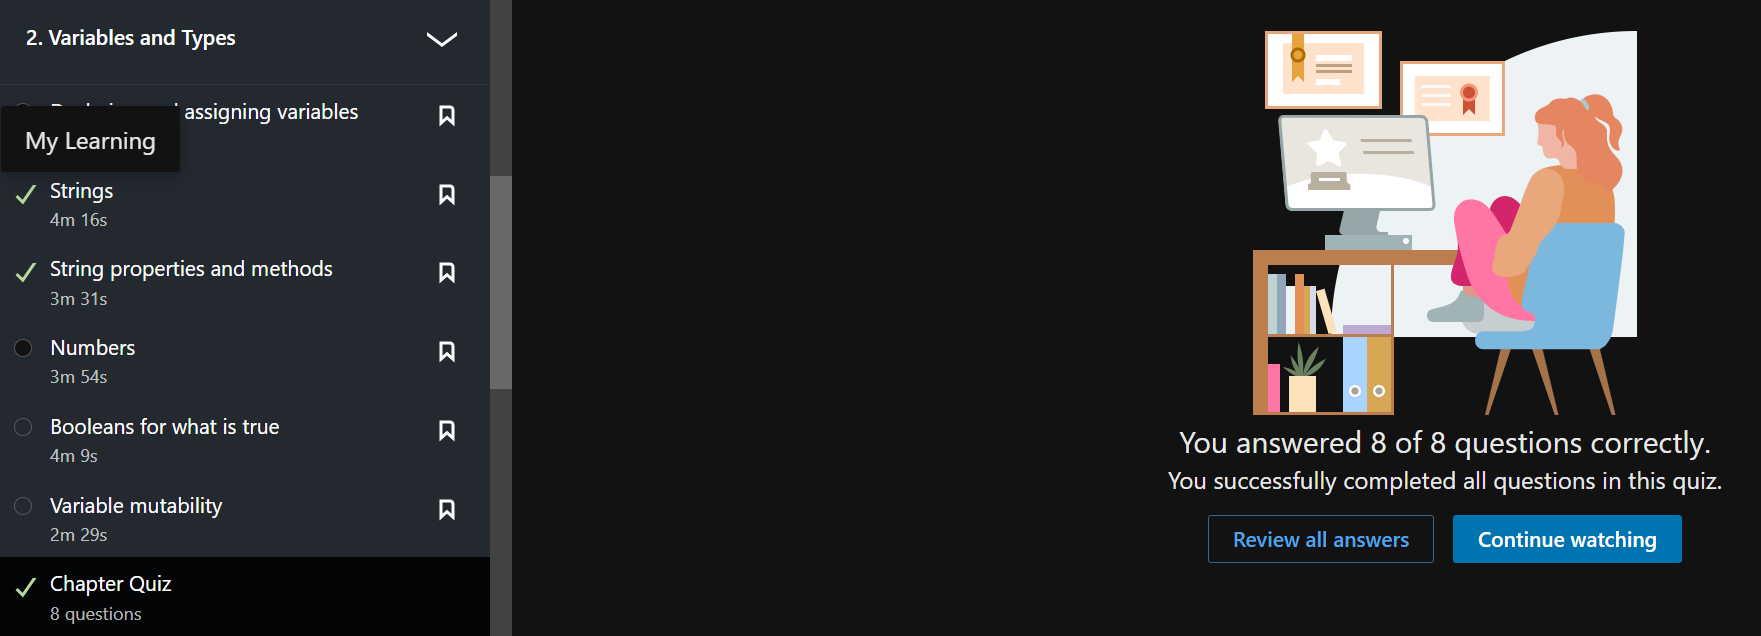 2. Variables and Types
assigning variables
My Learning
Strings
4m 16s
String properties and methods
3m 31s
Numbers
3m 54s
Booleans for what is true
4m 9s
Variable mutability
2m 29s
Chapter Quiz
8 questions
You answered 8 of 8 questions correctly.
You successfully completed all questions in this quiz.
Review all answers
Continue watching